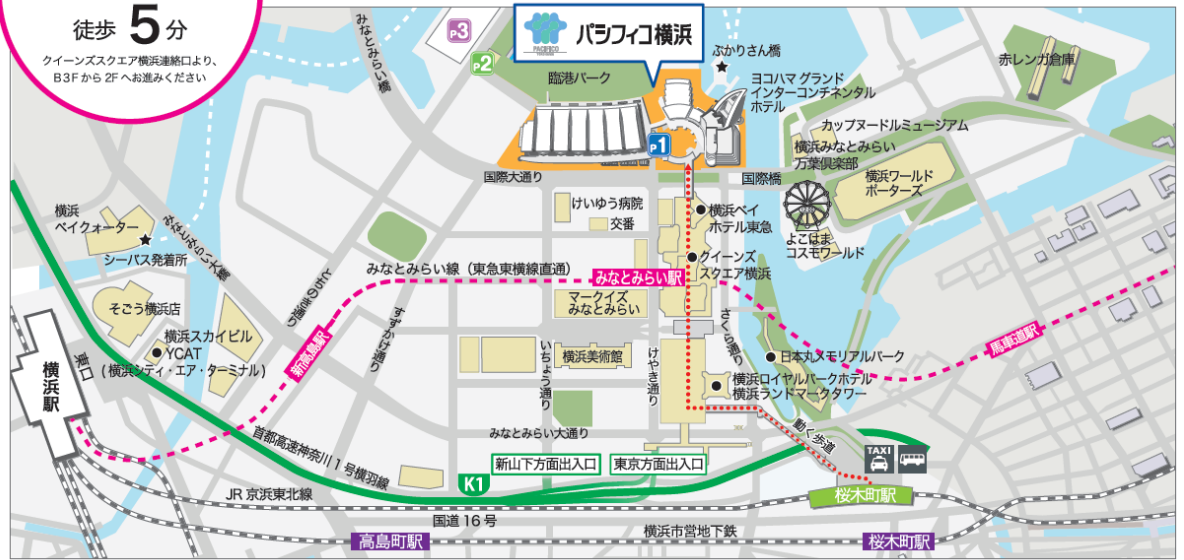 徒歩 5 分
クイーンズスクエア横浜連絡口より、
B3Fから2Fへお進みください
みなとみらい橋
P3
P2
PACIFICO
パシフィコ横浜
臨港パーク
ぷかりさん橋
ヨコハマ グランド
インターコンチネンタル
ホテル
赤レンガ倉庫
P1
カップヌードルミュージアム
横浜みなとみらい
万葉倶楽部
横浜ワールド
ポーターズ
国際大通り
国際橋
けいゆう病院
交番
横浜ベイ
ホテル東急
よこはま
コスモワールド
横浜
ベイクォーター
シーバス発着所
みなとみらい大橋
とちのき通り
みなとみらい線（東急東横線直通）
みなとみらい駅
クイーンズ
スクエア横浜
マークイズ
みなとみらい
そごう横浜店
横浜スカイビル
YCAT
(横浜シティ・エア・ターミナル)
新高島駅
すずかけ通り
いちょう通り
横浜美術館
けやき通り
さくら通り
日本丸メモリアルパーク
馬車道駅
横浜ロイヤルパークホテル
横浜ランドマークタワー
横浜駅
東口
みなとみらい大通り
動く歩道
TAXI
首都高速神奈川1号横羽線
新山下方面出入口
東京方面出入口
K1
桜木町駅
JR京浜東北線
国道16号
横浜市営地下鉄
高島町駅
桜木町駅